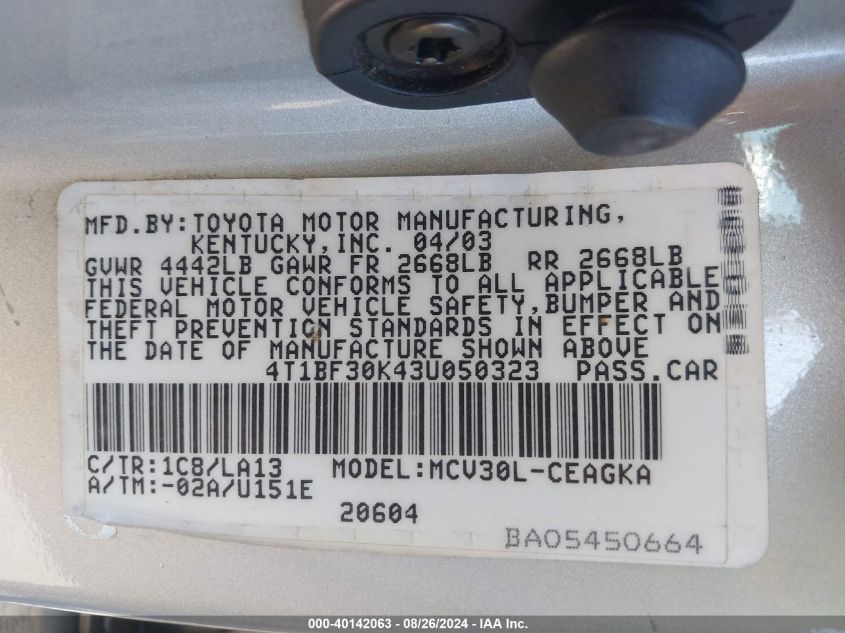 MFD.BY:TOYOTA MOTOR MANUFACTURING,
KENTUCKY,INC. 04/03
GVWR 4442LB GAWR FR 2668LB RR 2668LB
THIS VEHICLE CONFORMS TO ALL APPLICABLE
FEDERAL MOTOR VEHICLE SAFETY,BUMPER AND
THEFT PREVENTION STANDARDS IN EFFECT ON
THE DATE OF MANUFACTURE SHOWN ABOVE
4T1BF30K43U050323 PASS.CAR
C/TR:1C8/LA13 MODEL:MCV30L-CEAGKA
A/TM:-02A/U151E
20604
BA05450664
000-40142063 - 08/26/2024 - WWW.IAAI.COM